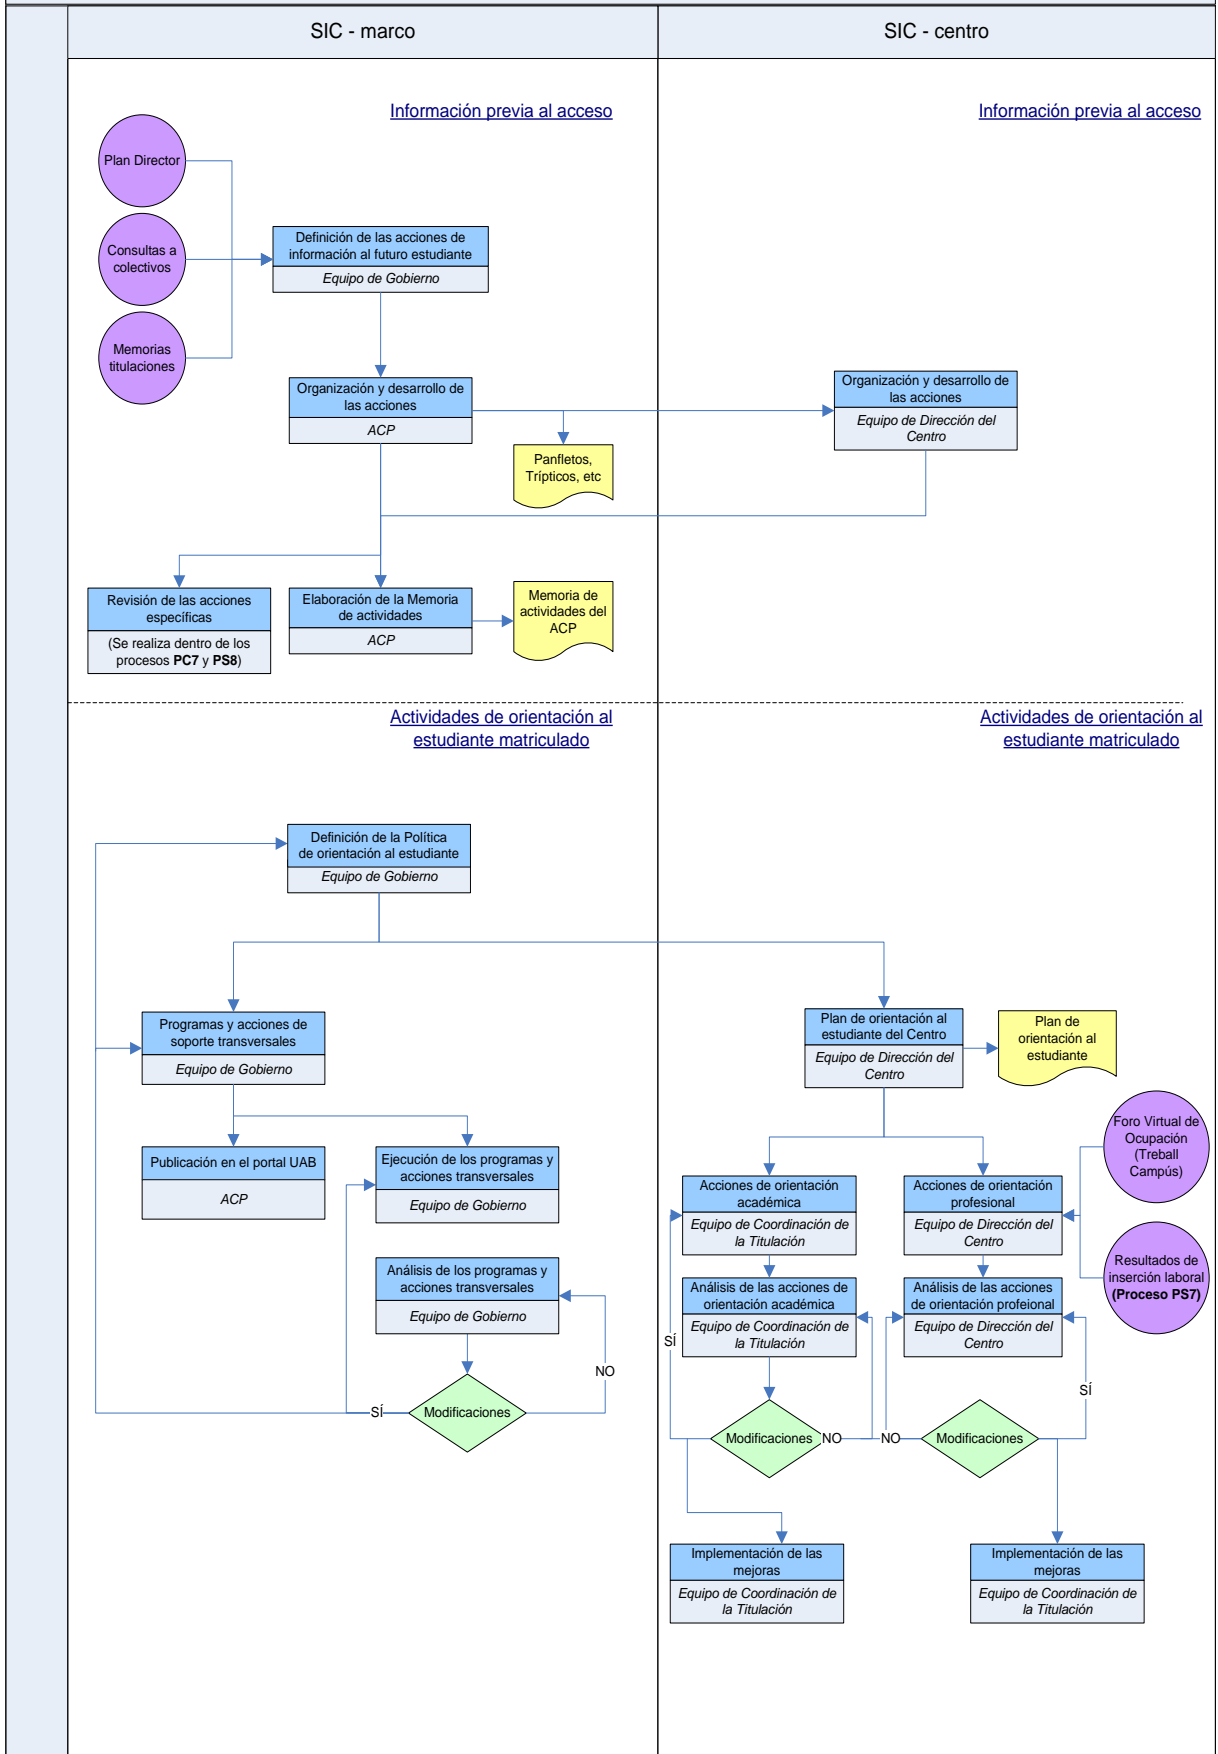 SIC - marco
SIC - centro
Información previa al acceso
Información previa al acceso
Plan Director
Consultas a
colectivos
Memorias
titulaciones
Definición de las acciones de
información al futuro estudiante
Equipo de Gobierno
Organización y desarrollo de
las acciones
ACP
Organización y desarrollo de
las acciones
Equipo de Dirección del
Centro
Panfletos,
Trípticos, etc
Revisión de las acciones
específicas
(Se realiza dentro de los
procesos PC7 y PS8)
Elaboración de la Memoria
de actividades
ACP
Memoria de
actividades del
ACP
Actividades de orientación al
estudiante matriculado
Actividades de orientación al
estudiante matriculado
Definición de la Política
de orientación al estudiante
Equipo de Gobierno
Programas y acciones de
soporte transversales
Equipo de Gobierno
Plan de orientación al
estudiante del Centro
Equipo de Dirección del
Centro
Plan de
orientación al
estudiante
Publicación en el portal UAB
ACP
Ejecución de los programas y
acciones transversales
Equipo de Gobierno
Foro Virtual de
Ocupación
(Treball
Campús)
Acciones de orientación
académica
Equipo de Coordinación de
la Titulación
Acciones de orientación
profesional
Equipo de Dirección del
Centro
Resultados de
inserción laboral
(Proceso PS7)
Análisis de los programas y
acciones transversales
Equipo de Gobierno
Análisis de las acciones de
orientación académica
Equipo de Coordinación de
la Titulación
Análisis de las acciones
de orientación profeional
Equipo de Dirección del
Centro
SÍ
NO
SÍ
SÍ
Modificaciones
Modificaciones
NO
NO
Modificaciones
Implementación de las
mejoras
Equipo de Coordinación de
la Titulación
Implementación de las
mejoras
Equipo de Coordinación de
la Titulación